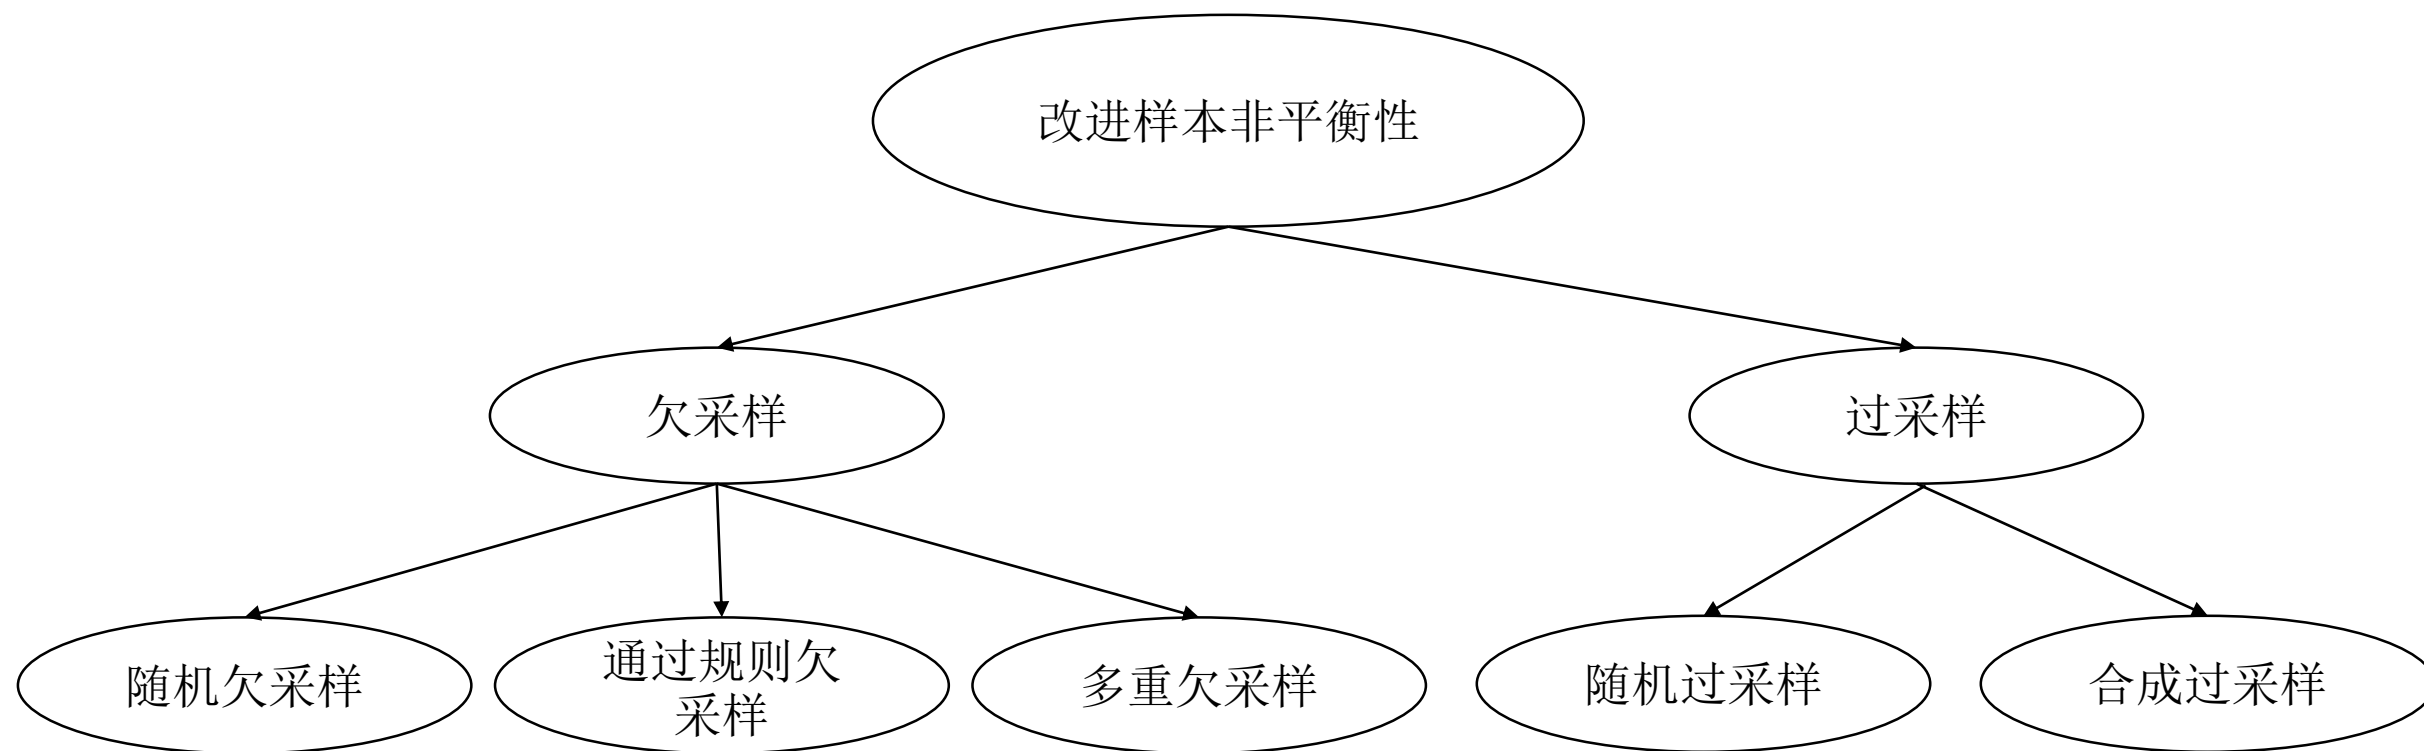 改进样本非平衡性
欠采样
过采样
随机欠采样
通过规则欠
采样
多重欠采样
随机过采样
合成过采样